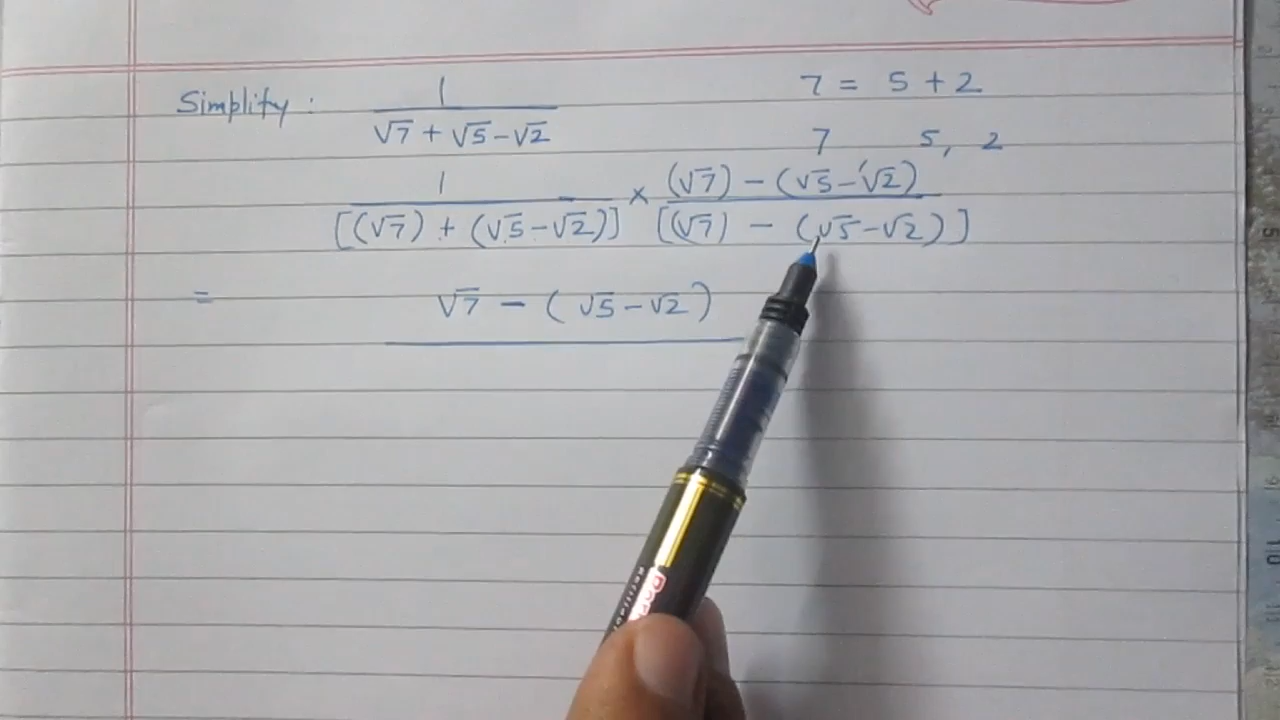 Simplify : 1 / (√7 + √5 - √2)
7 = 5 + 2
7 5, 2
1 / [(√7) + (√5 - √2)] × (√7) - (√5 - √2) / [(√7) - (√5 - √2)]
= √7 - (√5 - √2)